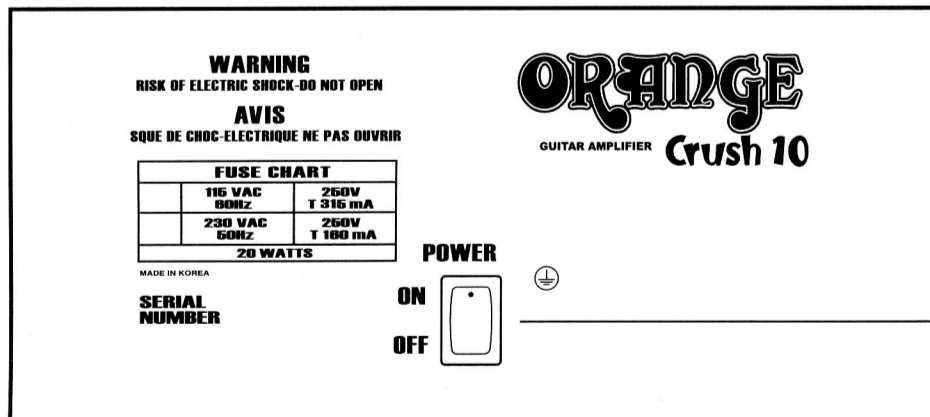 WARNING
RISK OF ELECTRIC SHOCK-DO NOT OPEN
AVIS
SQUE DE CHOC-ELECTRIQUE NE PAS OUVRIR
FUSE CHART
115 VAC 60Hz
250V T 315 mA
230 VAC 50Hz
250V T 160 mA
20 WATTS
MADE IN KOREA
SERIAL
NUMBER
POWER
ON
OFF
ORANGE
GUITAR AMPLIFIER Crush 10